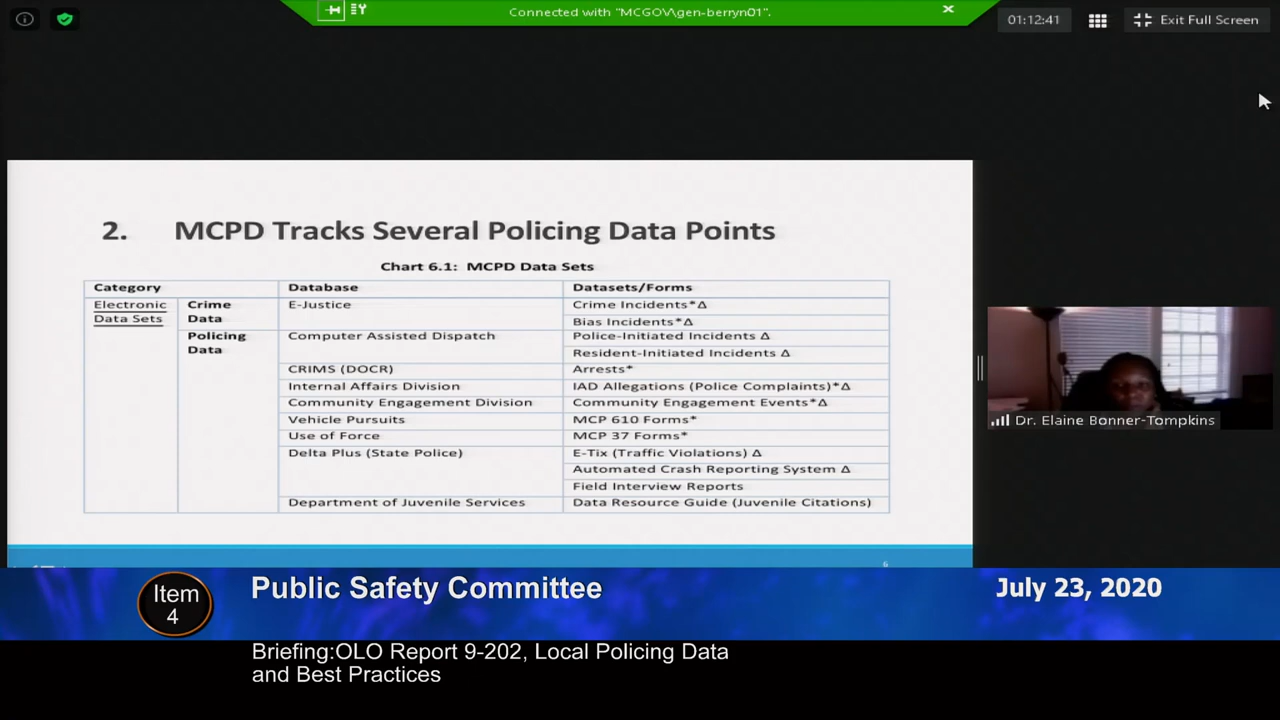 Connected with "MCGOV\gen-berryn01".
01:12:41
Exit Full Screen
2. MCPD Tracks Several Policing Data Points
Chart 6.1: MCPD Data Sets
Category Database Datasets/Forms
Electronic Data Sets Crime Data E-Justice Crime Incidents*Δ
Bias Incidents*Δ
Policing Data Computer Assisted Dispatch Police-Initiated Incidents Δ
Resident-Initiated Incidents Δ
CRIMS (DOCR) Arrests*
Internal Affairs Division IAD Allegations (Police Complaints)*Δ
Community Engagement Division Community Engagement Events*Δ
Vehicle Pursuits MCP 610 Forms*
Use of Force MCP 37 Forms*
Delta Plus (State Police) E-Tix (Traffic Violations) Δ
Automated Crash Reporting System Δ
Field Interview Reports
Department of Juvenile Services Data Resource Guide (Juvenile Citations)
6
Dr. Elaine Bonner-Tompkins
Item
4
Public Safety Committee
July 23, 2020
Briefing:OLO Report 9-202, Local Policing Data
and Best Practices